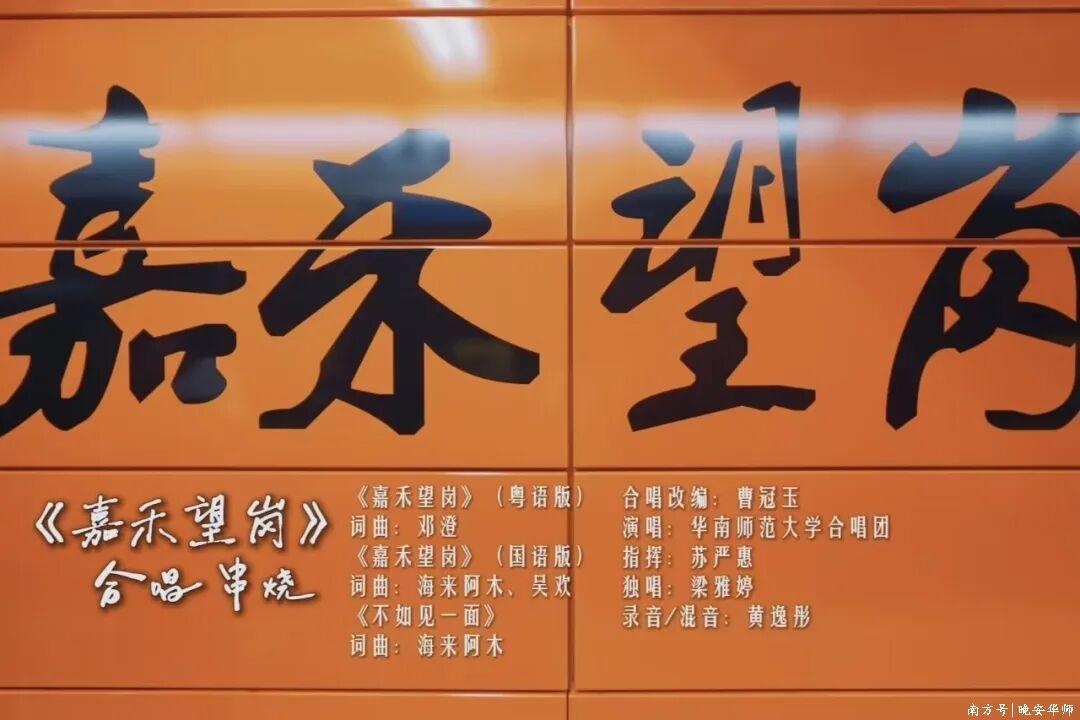 嘉禾望岗
《嘉禾望岗》
合唱串烧
《嘉禾望岗》（粤语版）
词曲：邓澄
《嘉禾望岗》（国语版）
词曲：海来阿木、吴欢
《不如见一面》
词曲：海来阿木
合唱改编：曹冠玉
演唱：华南师范大学合唱团
指挥：苏严惠
独唱：梁雅婷
录音/混音：黄逸彤
南方号|晚安华师